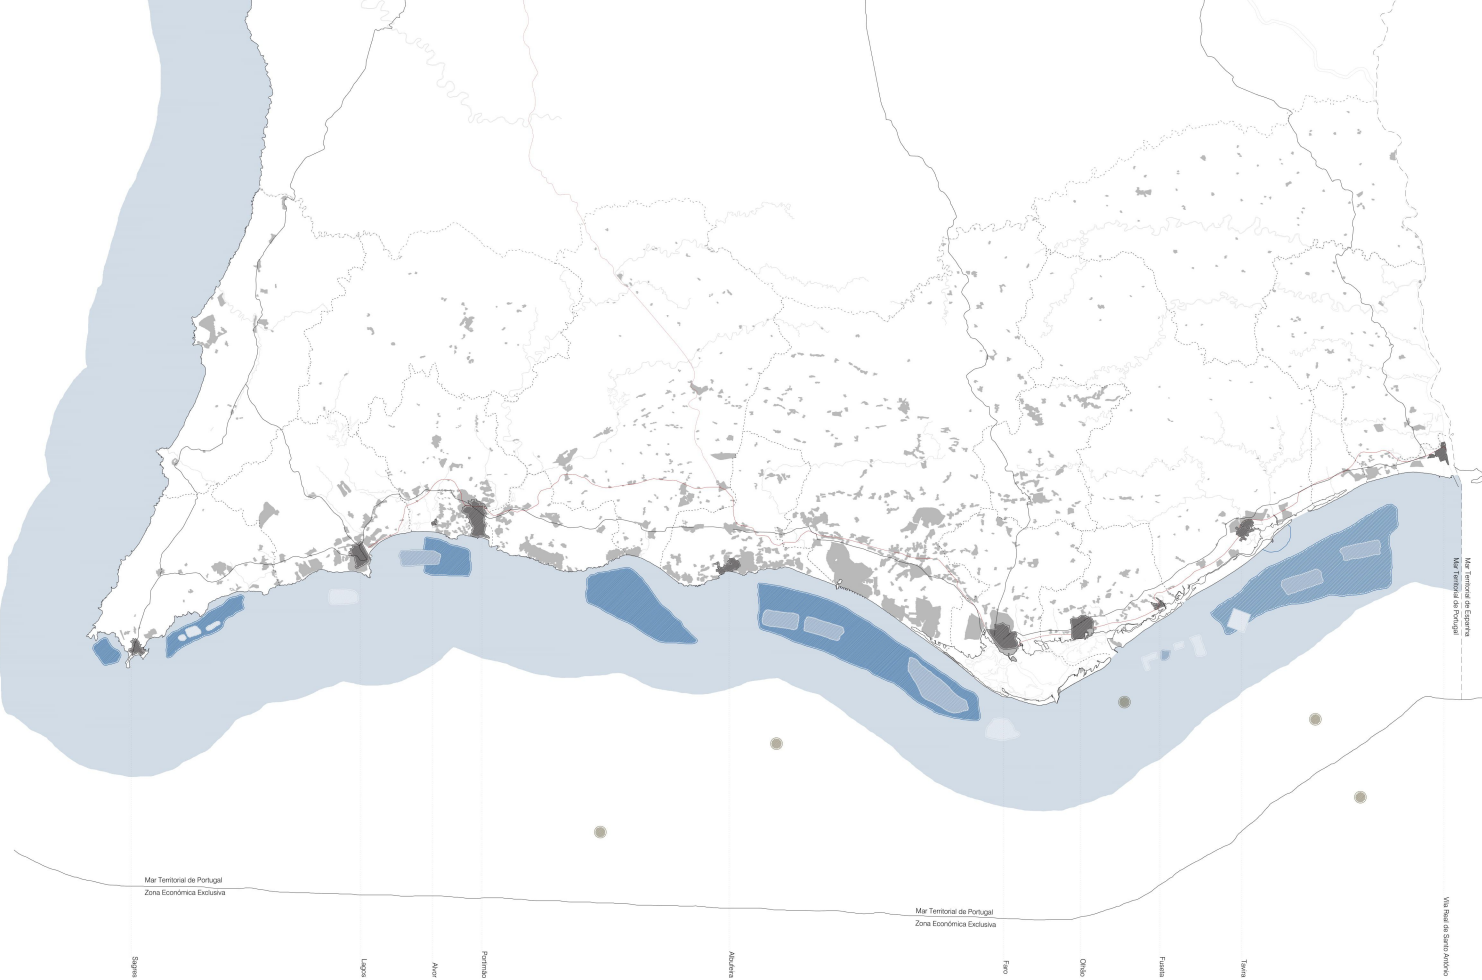 Mar Territorial de Espanha
Mar Territorial de Portugal
Mar Territorial de Portugal
Zona Económica Exclusiva
Mar Territorial de Portugal
Zona Económica Exclusiva
Sagres
Lagos
Alvor
Portimão
Albufeira
Faro
Olhão
Fuseta
Tavira
Vila Real de Santo António